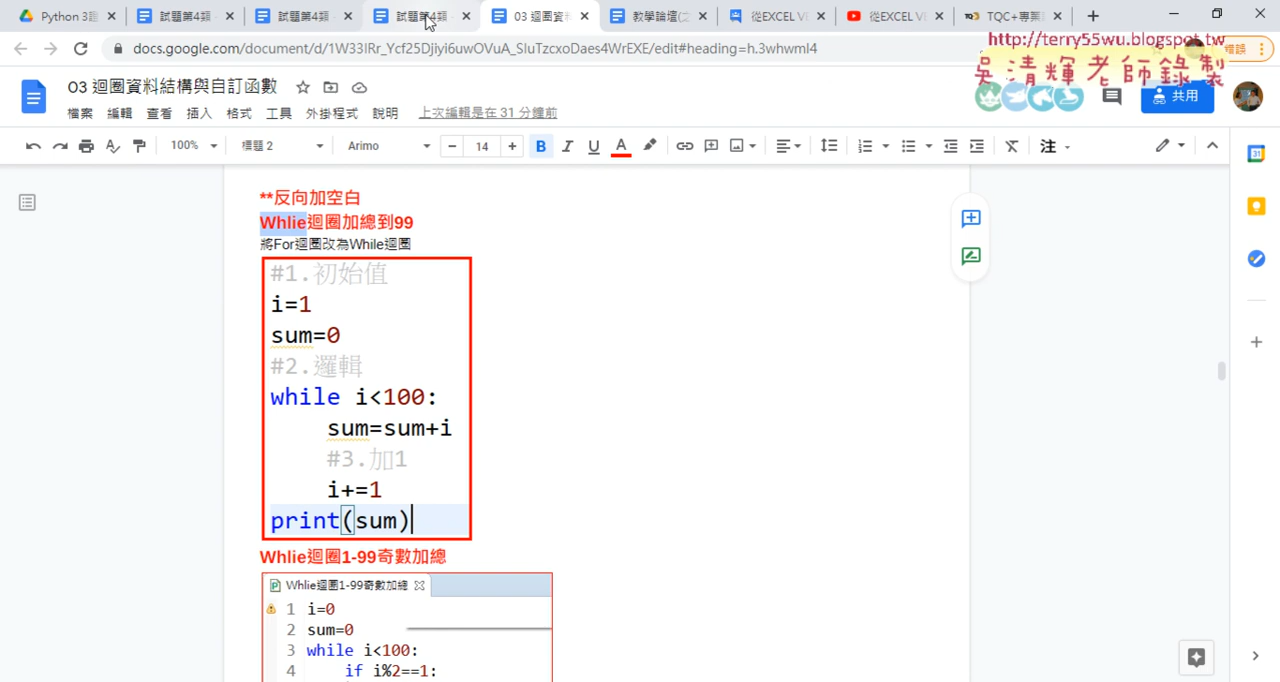 Python 3
試題第4類
試題第4類
試題第4類
03 迴圈資
教學論壇(之
從EXCEL V
從EXCEL V
TQC+專業
docs.google.com/document/d/1W33IRr_Ycf25Djiyi6uwOVuA_SluTzcxoDaes4WrEXE/edit#heading=h.3whwml4
http://terry55wu.blogspot.tw
吳清輝老師錄製
03 迴圈資料結構與自訂函數
共用
檔案 編輯 查看 插入 格式 工具 外掛程式 說明 上次編輯是在 31 分鐘前
100% 標題 2 Arimo 14 B I U A 注
31
**反向加空白
Whlie迴圈加總到99
將For迴圈改為While迴圈
#1.初始值
i=1
sum=0
#2.邏輯
while i<100:
sum=sum+i
#3.加1
i+=1
print(sum)
Whlie迴圈1-99奇數加總
Whlie迴圈1-99奇數加總
1 i=0
2 sum=0
3 while i<100:
4 if i%2==1: